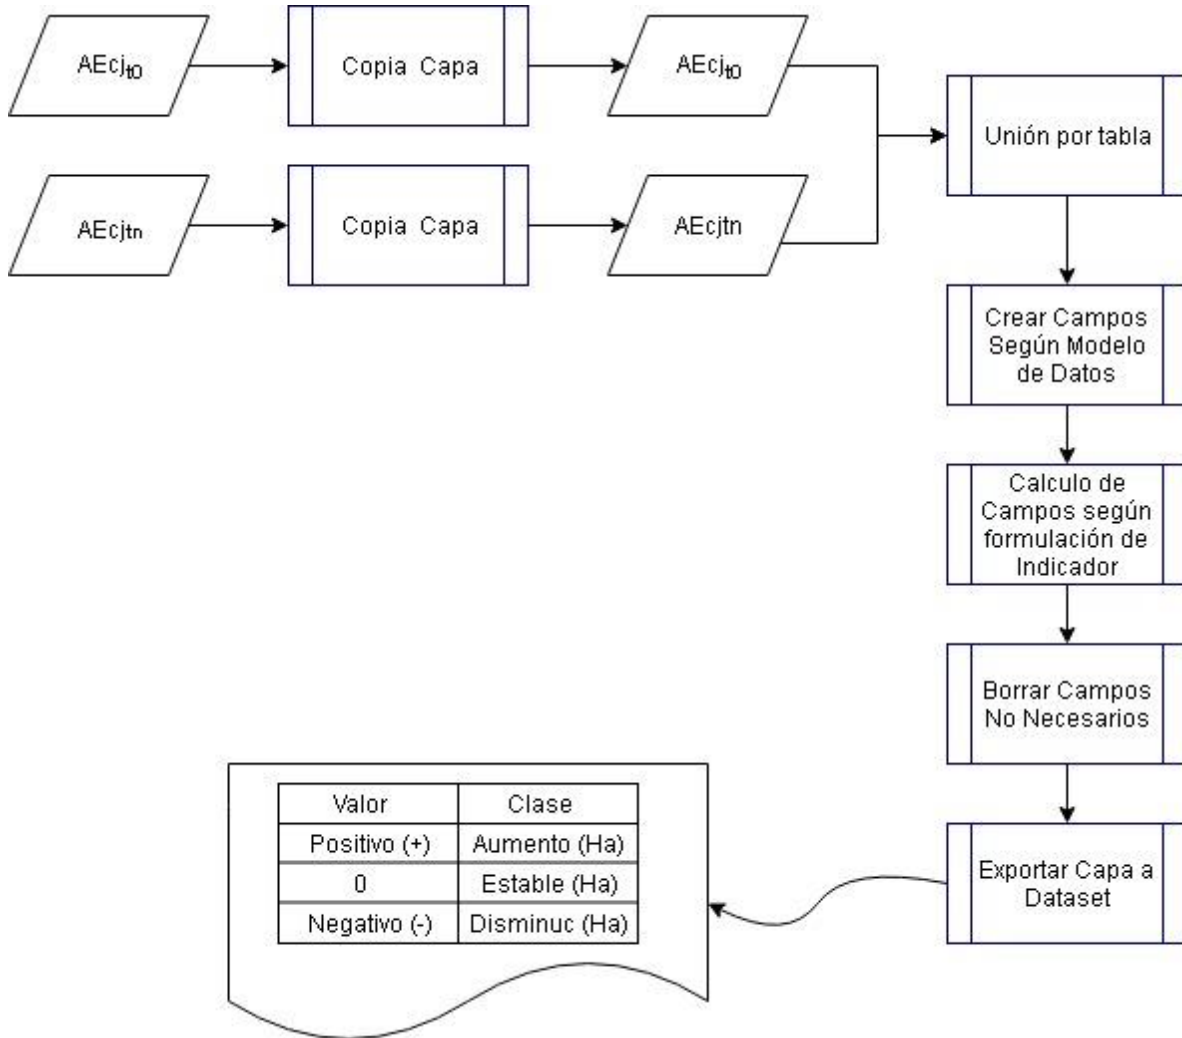 AEcjt0
Copia Capa
AEcjt0
Unión por tabla
AEcjtn
Copia Capa
AEcjtn
Crear Campos
Según Modelo
de Datos
Calculo de
Campos según
formulación de
Indicador
Borrar Campos
No Necesarios
Valor Clase
Positivo (+) Aumento (Ha)
0 Estable (Ha)
Negativo (-) Disminuc (Ha)
Exportar Capa a
Dataset